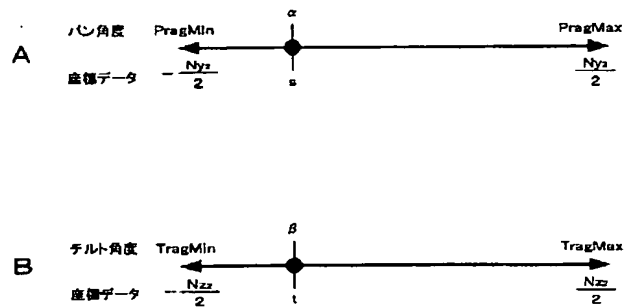 α
パン角度 PragMin PragMax
A
座標データ -Ny2/2 s Ny2/2
β
チルト角度 TragMin TragMax
B
座標データ -Nz2/2 t Nz2/2